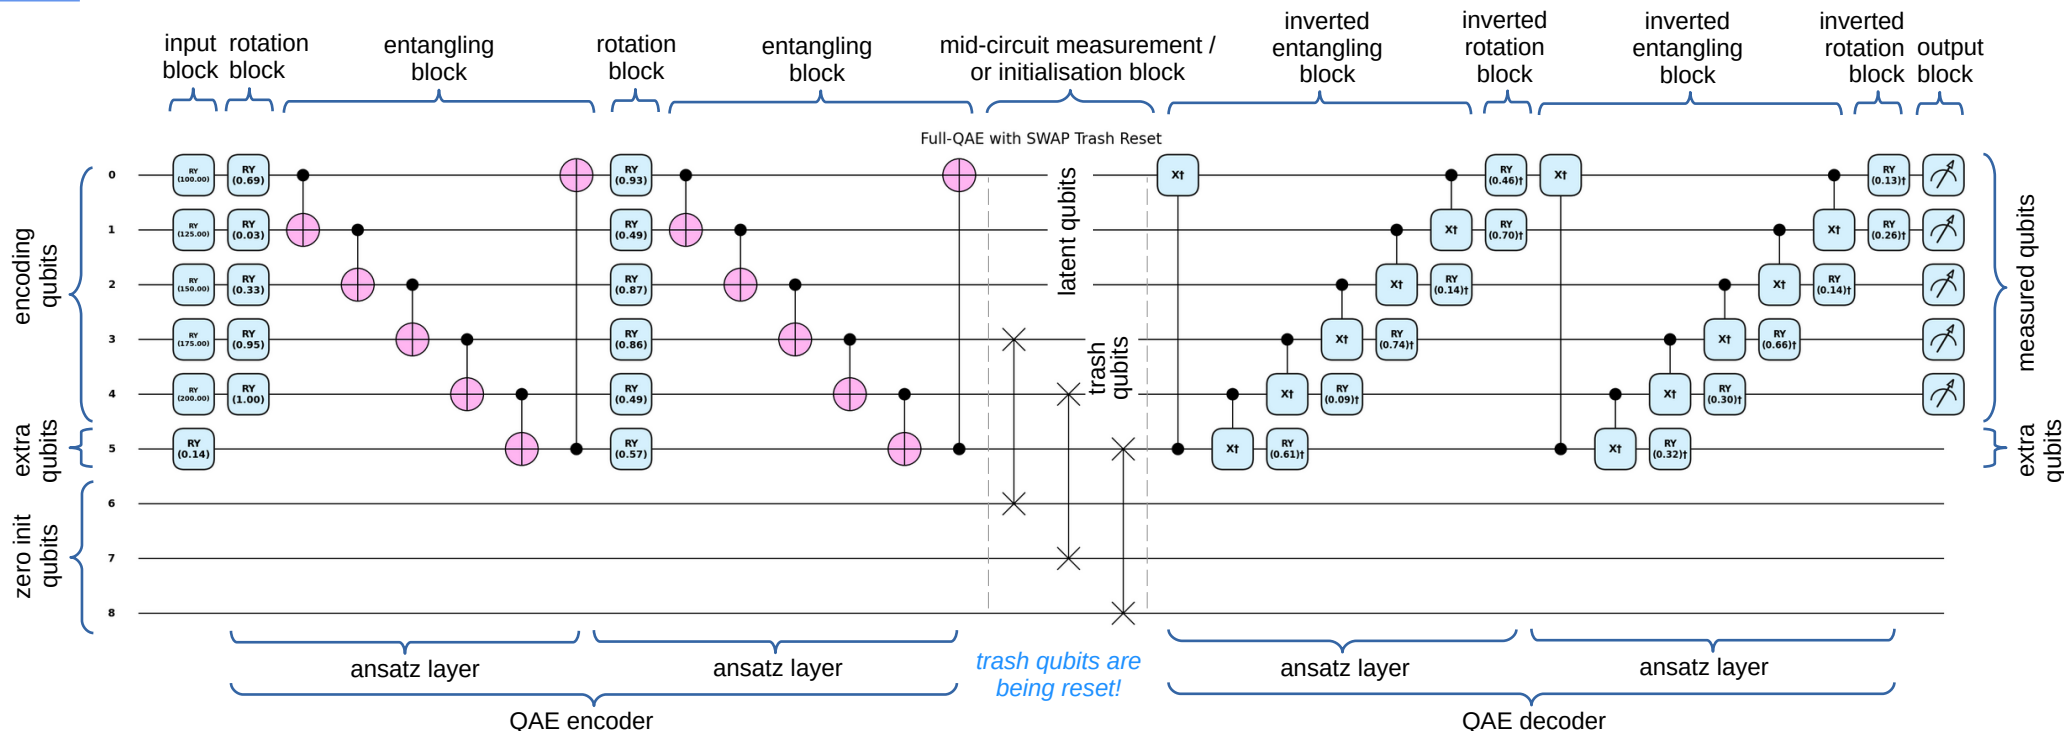 input
block
rotation
block
entangling
block
rotation
block
entangling
block
mid-circuit measurement /
or initialisation block
inverted
entangling
block
inverted
rotation
block
inverted
entangling
block
inverted
rotation
block
output
block
Full-QAE with SWAP Trash Reset
encoding
qubits
extra
qubits
zero init
qubits
0
RY
(100.00)
RY
(0.69)
RY
(0.93)
X†
RY
(0.46)†
X†
RY
(0.13)†
1
RY
(125.00)
RY
(0.03)
RY
(0.49)
X†
RY
(0.70)†
X†
RY
(0.26)†
2
RY
(150.00)
RY
(0.33)
RY
(0.87)
X†
RY
(0.14)†
X†
RY
(0.14)†
3
RY
(175.00)
RY
(0.95)
RY
(0.86)
X†
RY
(0.74)†
X†
RY
(0.66)†
4
RY
(200.00)
RY
(1.00)
RY
(0.49)
X†
RY
(0.09)†
X†
RY
(0.30)†
5
RY
(0.14)
RY
(0.57)
X†
RY
(0.61)†
X†
RY
(0.32)†
6
7
8
latent qubits
trash
qubits
measured qubits
extra
qubits
ansatz layer
ansatz layer
trash qubits are
being reset!
ansatz layer
ansatz layer
QAE encoder
QAE decoder